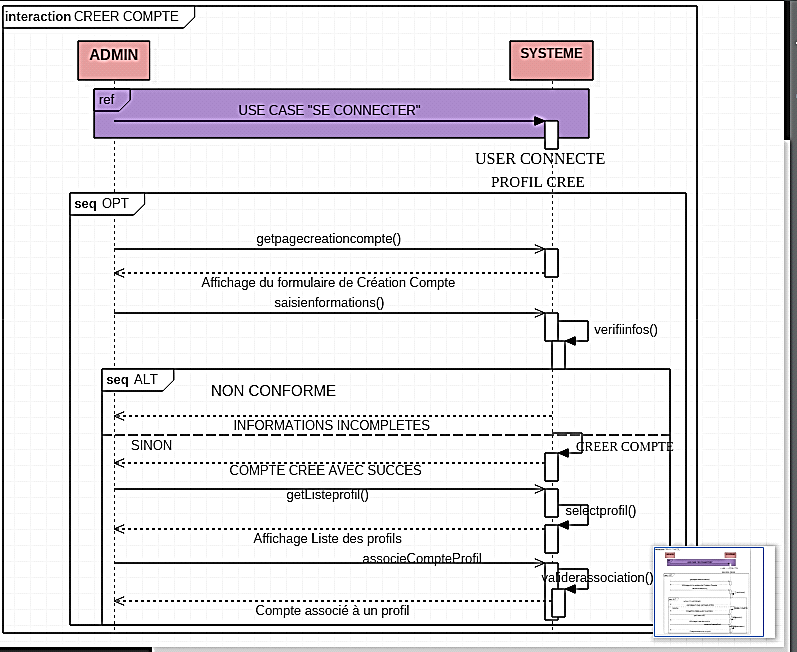 interaction CREER COMPTE
ADMIN
SYSTEME
ref
USE CASE "SE CONNECTER"
USER CONNECTE
PROFIL CREE
seq OPT
getpagecreationcompte()
Affichage du formulaire de Création Compte
saisienformations()
verifiinfos()
seq ALT
NON CONFORME
INFORMATIONS INCOMPLETES
SINON
CREER COMPTE
COMPTE CREE AVEC SUCCES
getListeprofil()
selectprofil()
Affichage Liste des profils
associeCompteProfil
validerassociation()
Compte associé à un profil